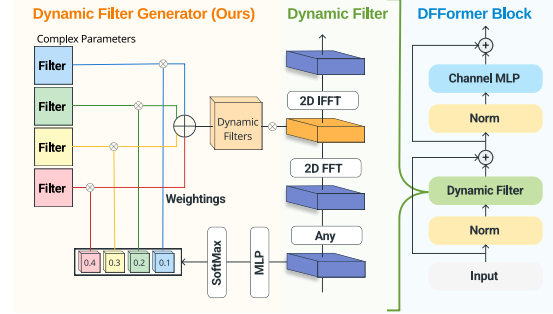 Dynamic Filter Generator (Ours)
Complex Parameters
Filter
Filter
Filter
Filter
Dynamic
Filters
Weightings
0.4
0.3
0.2
0.1
SoftMax
MLP
Dynamic Filter
2D IFFT
2D FFT
Any
DFFormer Block
Channel MLP
Norm
Dynamic Filter
Norm
Input